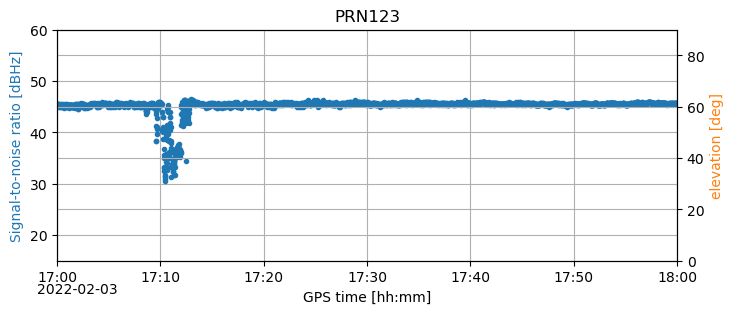 PRN123
60
50
40
30
20
Signal-to-noise ratio [dBHz]
80
60
40
20
0
elevation [deg]
17:00 17:10 17:20 17:30 17:40 17:50 18:00
2022-02-03
GPS time [hh:mm]